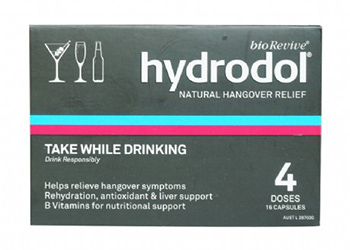 bioRevive®
hydrodol®
NATURAL HANGOVER RELIEF
TAKE WHILE DRINKING
Drink Responsibly
Helps relieve hangover symptoms
Rehydration, antioxidant & liver support
B Vitamins for nutritional support
4
DOSES
16 CAPSULES
AUST L